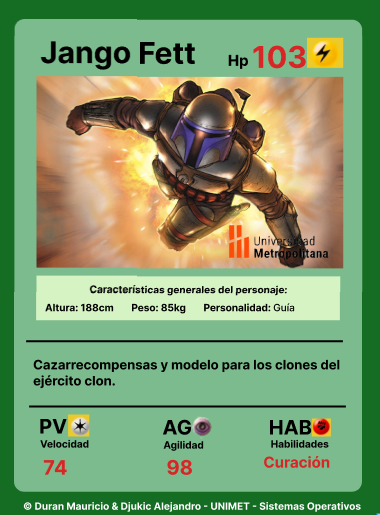 Jango Fett
Hp 103
Universidad
Metropolitana
Características generales del personaje:
Altura: 188cm Peso: 85kg Personalidad: Guía
Cazarrecompensas y modelo para los clones del
ejército clon.
PV AG HAB
Velocidad Agilidad Habilidades
74 98 Curación
© Duran Mauricio & Djukic Alejandro - UNIMET - Sistemas Operativos